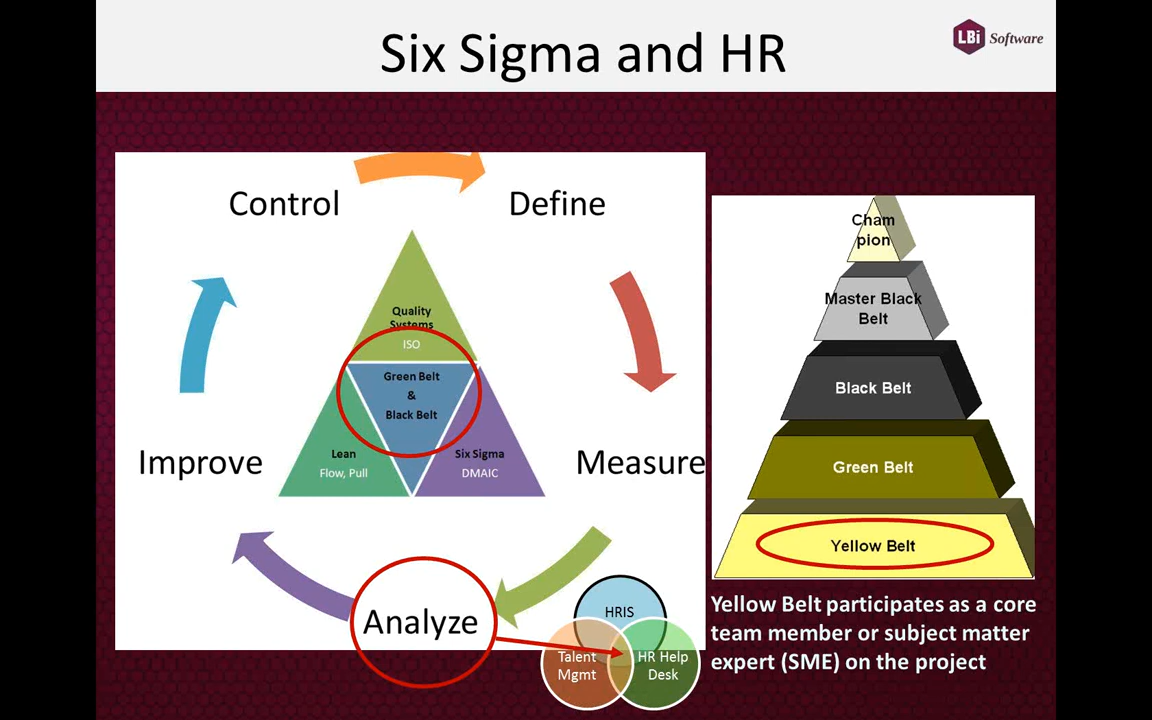 Six Sigma and HR
LBi Software
Control
Define
Measure
Analyze
Improve
Quality
Systems
ISO
Green Belt
&
Black Belt
Lean
Flow, Pull
Six Sigma
DMAIC
HRIS
Talent
Mgmt
HR Help
Desk
Cham
pion
Master Black
Belt
Black Belt
Green Belt
Yellow Belt
Yellow Belt participates as a core
team member or subject matter
expert (SME) on the project